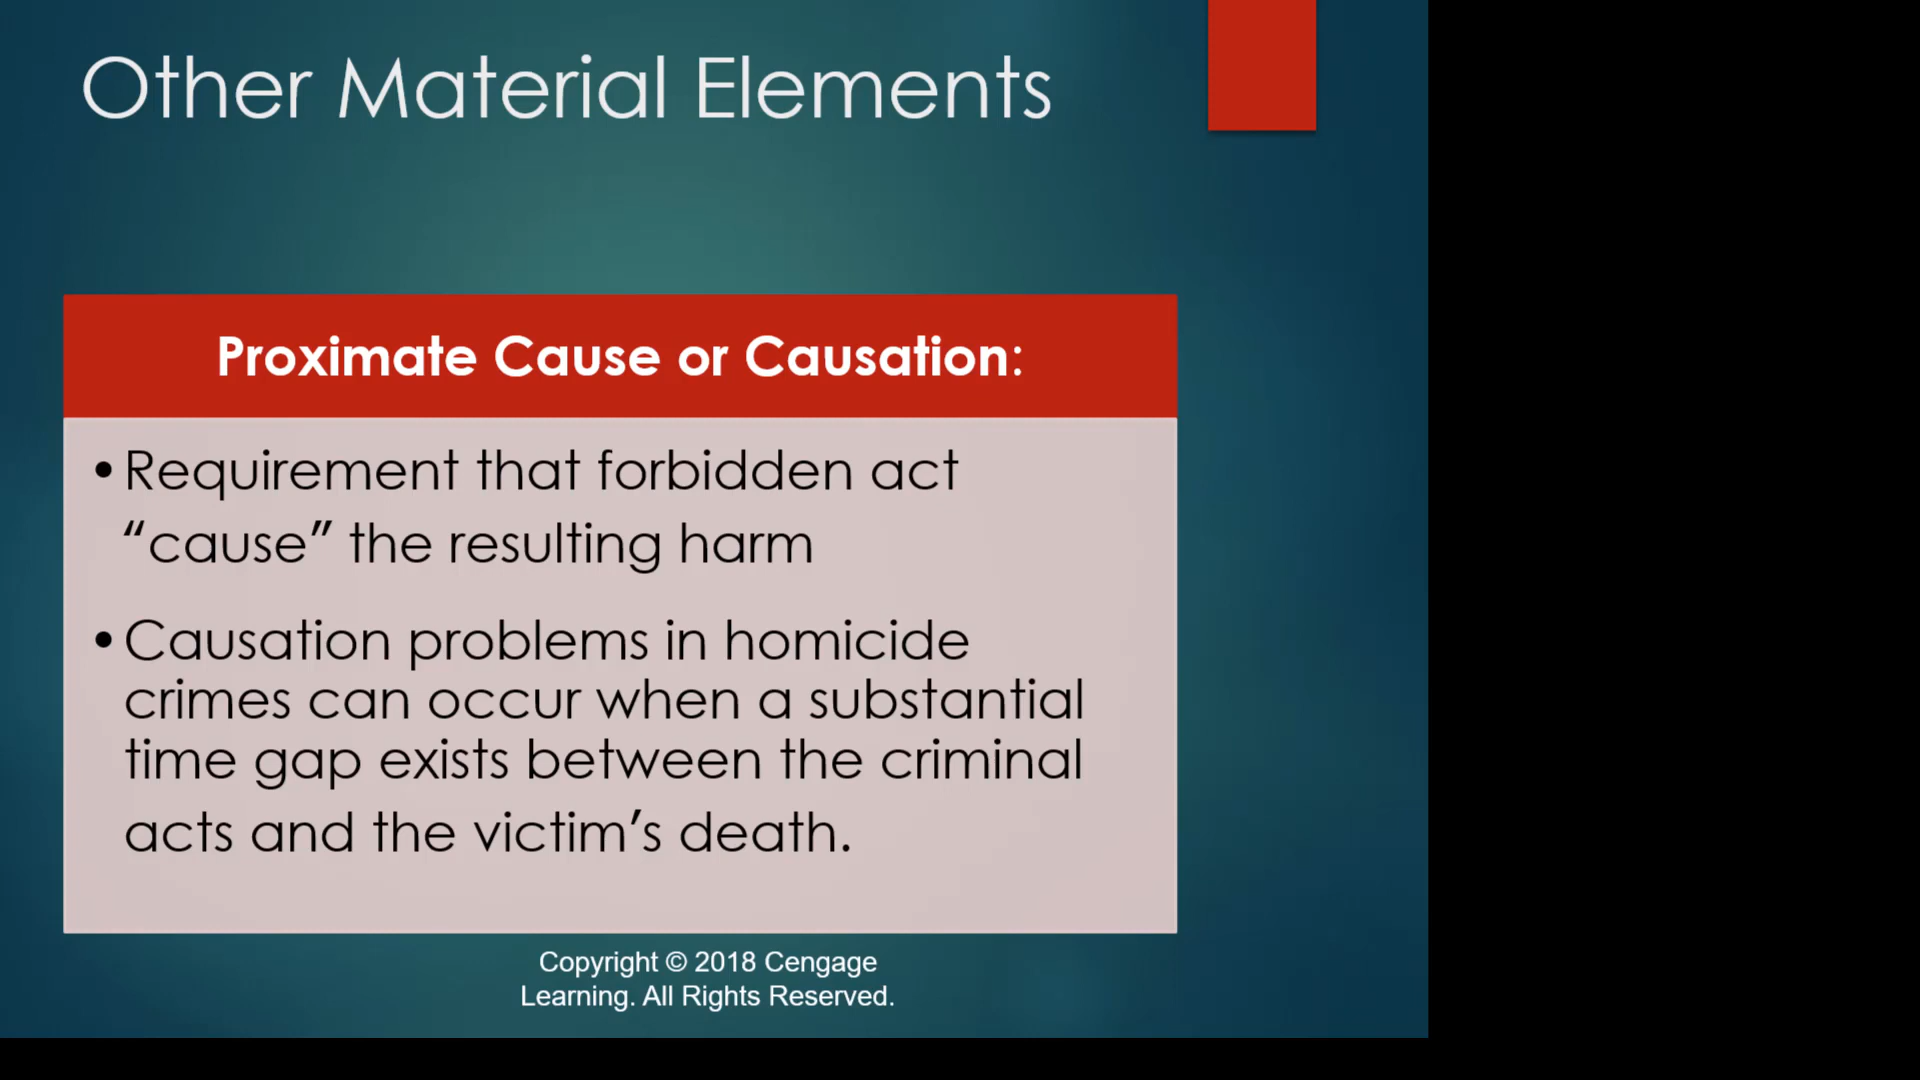 Other Material Elements
Proximate Cause or Causation:
•Requirement that forbidden act
“cause” the resulting harm
•Causation problems in homicide
crimes can occur when a substantial
time gap exists between the criminal
acts and the victim’s death.
Copyright © 2018 Cengage
Learning. All Rights Reserved.